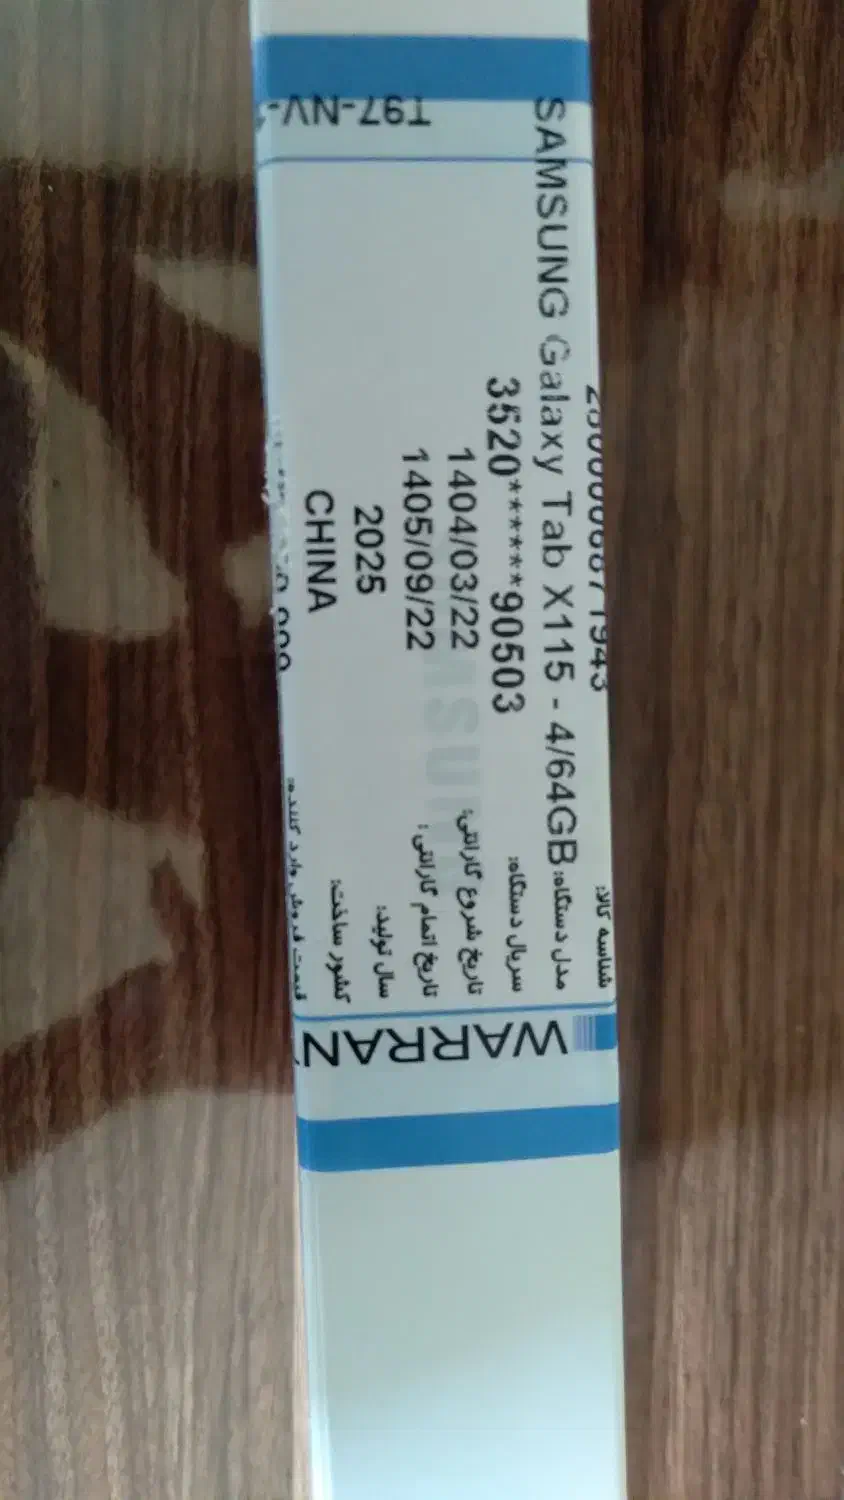 T97-NV-
شناسه کالا:
مدل دستگاه: SAMSUNG Galaxy Tab X115 - 4/64GB
سریال دستگاه: 3520******90503
تاریخ شروع گارانتی: 1404/03/22
تاریخ اتمام گارانتی: 1405/09/22
سال تولید: 2025
کشور ساخت: CHINA
WARRAN